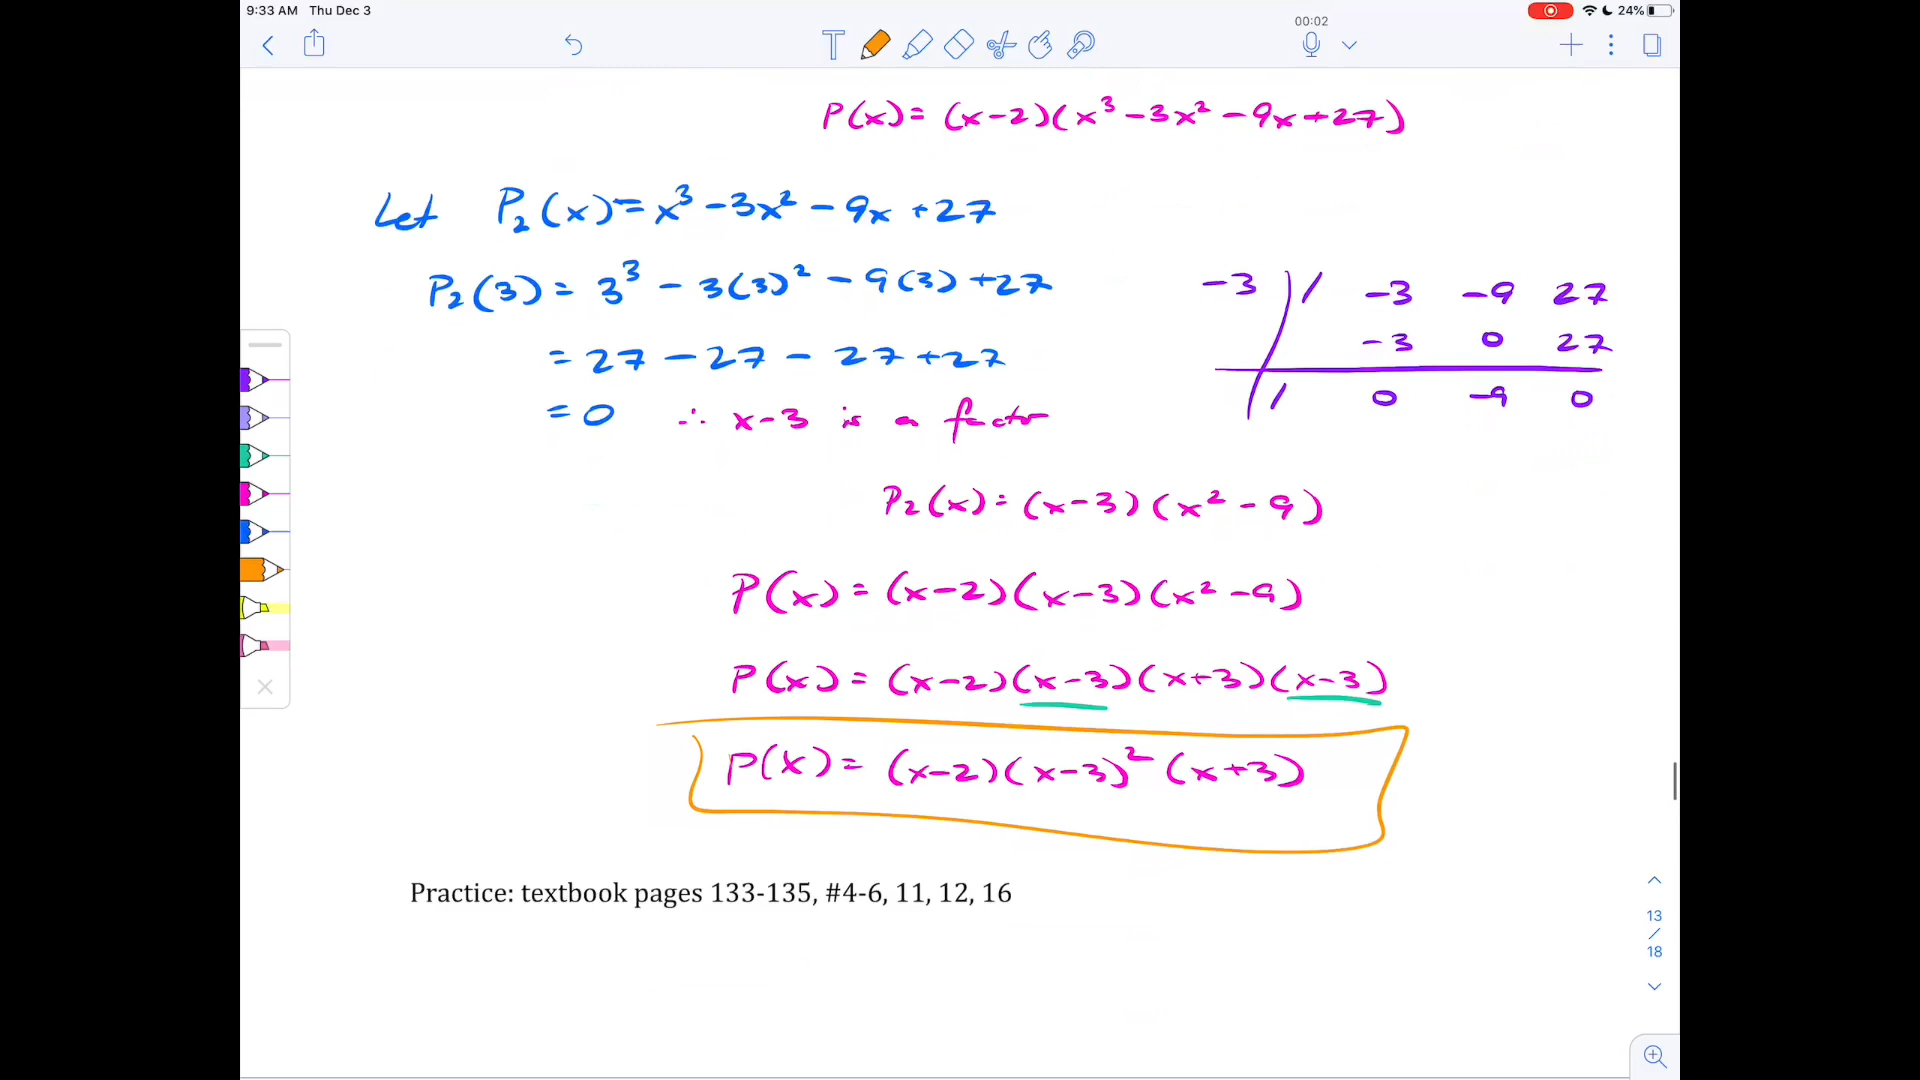 9:33 AM Thu Dec 3
24%
00:02
T
P(x)= (x-2)(x³-3x²-9x+27)
Let P₂(x)= x³-3x²-9x+27
P₂(3) = 3³ - 3(3)² - 9(3) +27
= 27 - 27 - 27 +27
= 0 ∴ x-3 is a factor
-3 | 1 -3 -9 27
-3 0 27
1 0 -9 0
P₂(x)= (x-3)(x²-9)
P(x) = (x-2)(x-3)(x²-9)
P(x) = (x-2)(x-3)(x+3)(x-3)
P(x) = (x-2)(x-3)²(x+3)
Practice: textbook pages 133-135, #4-6, 11, 12, 16
13
/
18